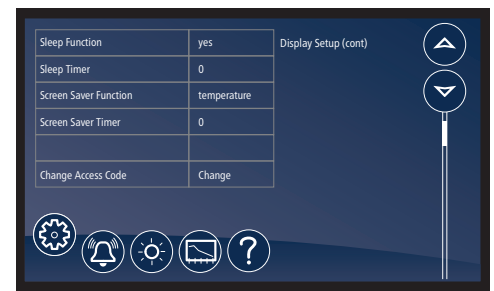 Sleep Function yes Display Setup (cont)
Sleep Timer 0
Screen Saver Function temperature
Screen Saver Timer 0
Change Access Code Change
?